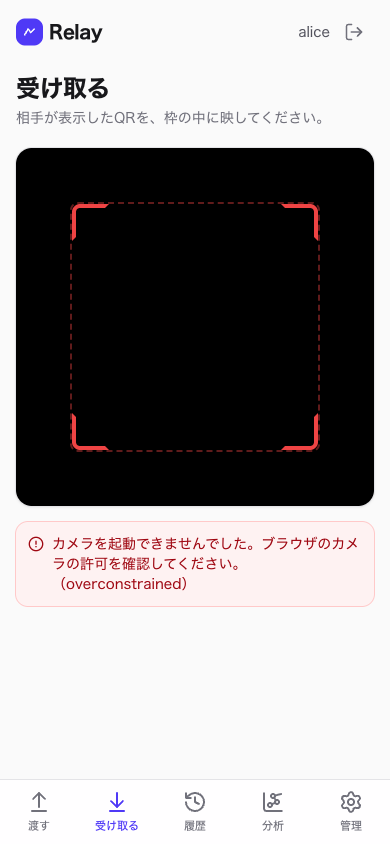 Relay
alice
受け取る
相手が表示したQRを、枠の中に映してください。
カメラを起動できませんでした。ブラウザのカメ
ラの許可を確認してください。
（overconstrained）
渡す
受け取る
履歴
分析
管理